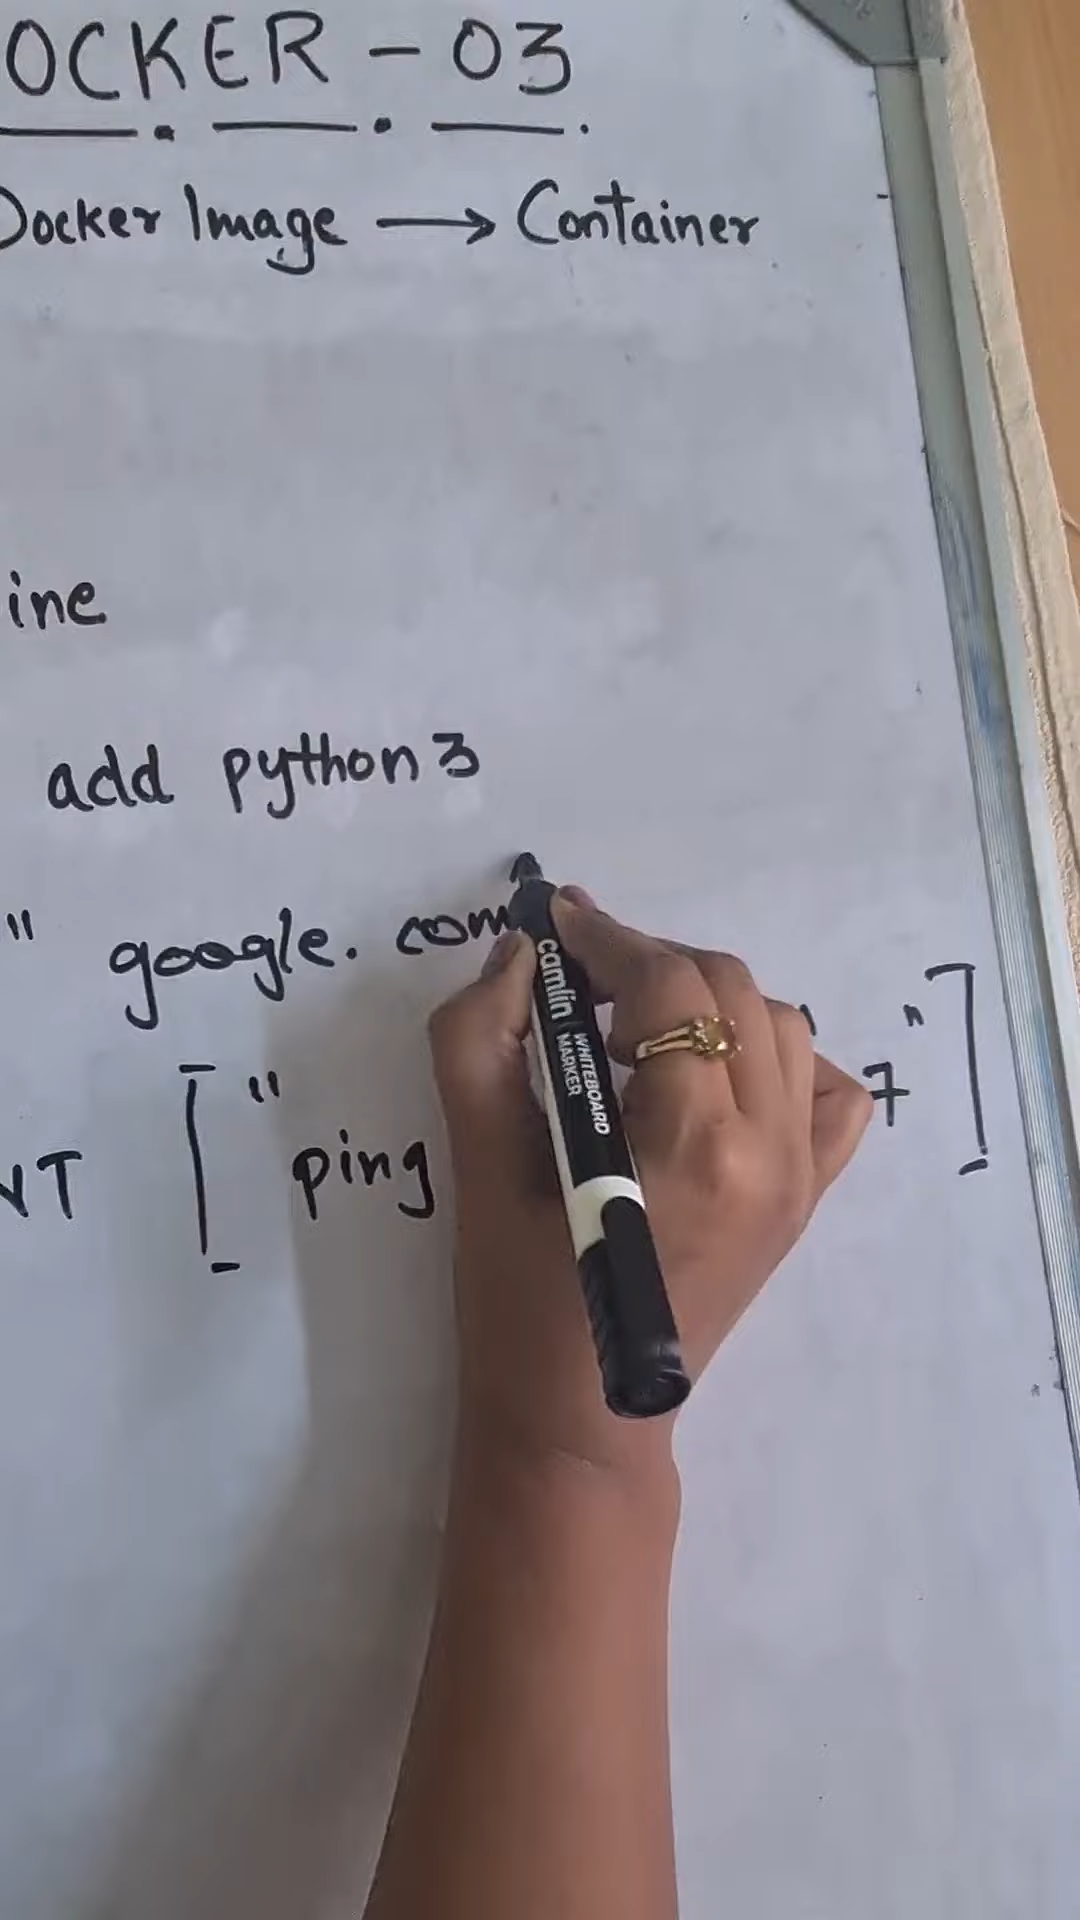 OCKER - 03
Docker Image → Container
ine
add python3
" google.com
NT [ " ping 7 " ]
camlin
WHITEBOARD
MARKER